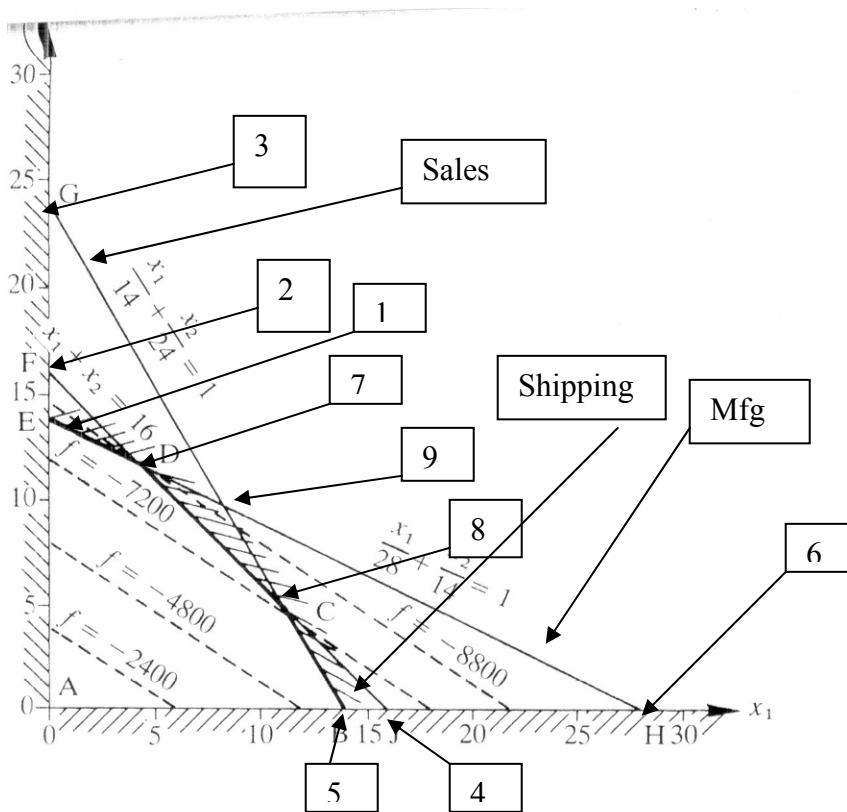 30
25
G
3
Sales
20
2
1
x₁/14 + x₂/24 = 1
F
15
x₁ + x₂ = 16
E
7
Shipping
Mfg
D
10
f = −7200
9
8
x₁/28 + x₂/14 = 1
6
5
C
f = −4800
f = −8800
f = −2400
A
0
x₁
0
5
10
B
15
J
20
25
H
30
5
4